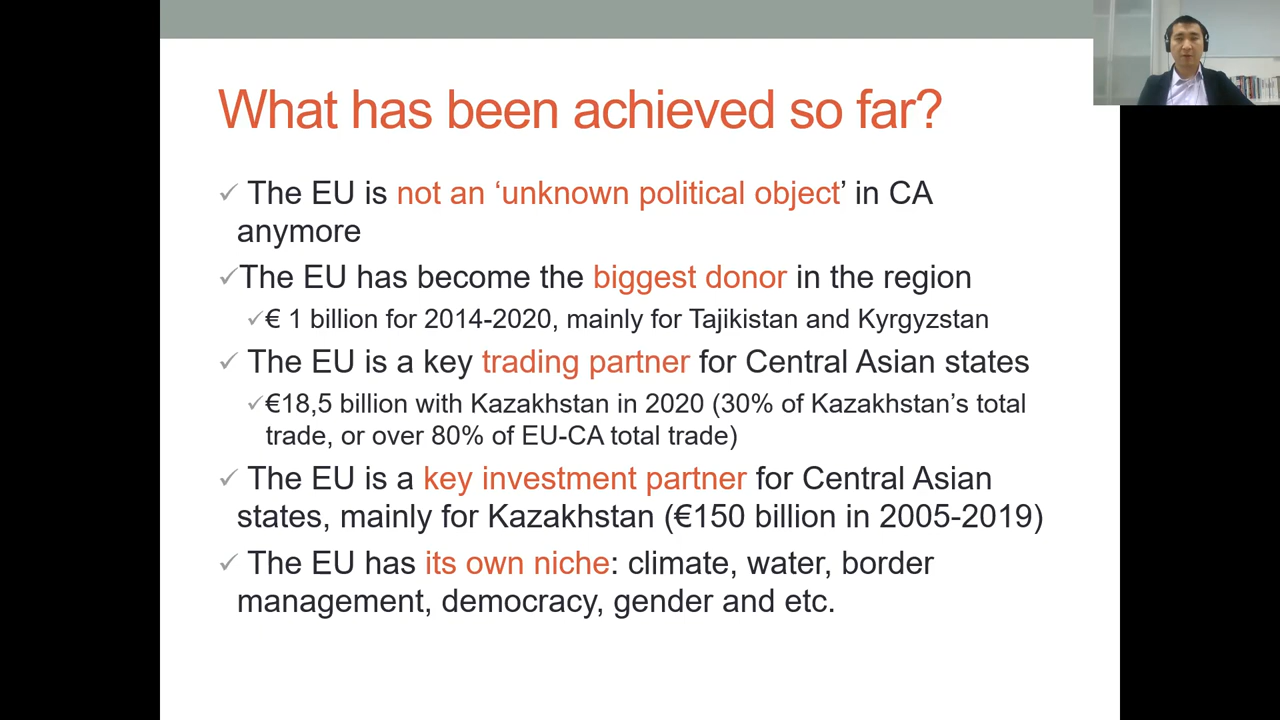 What has been achieved so far?
✓ The EU is not an ‘unknown political object’ in CA
anymore
✓The EU has become the biggest donor in the region
✓€ 1 billion for 2014-2020, mainly for Tajikistan and Kyrgyzstan
✓ The EU is a key trading partner for Central Asian states
✓€18,5 billion with Kazakhstan in 2020 (30% of Kazakhstan’s total
trade, or over 80% of EU-CA total trade)
✓ The EU is a key investment partner for Central Asian
states, mainly for Kazakhstan (€150 billion in 2005-2019)
✓ The EU has its own niche: climate, water, border
management, democracy, gender and etc.